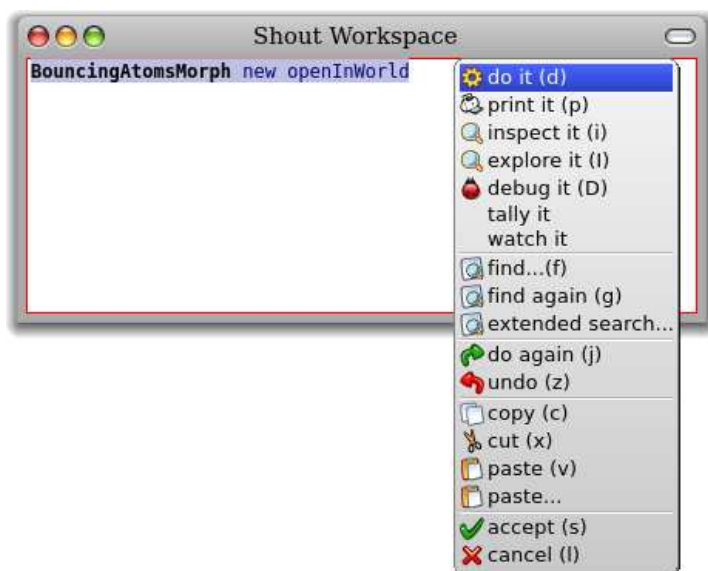 Shout Workspace
BouncingAtomsMorph new openInWorld
do it (d)
print it (p)
inspect it (i)
explore it (I)
debug it (D)
tally it
watch it
find...(f)
find again (g)
extended search...
do again (j)
undo (z)
copy (c)
cut (x)
paste (v)
paste...
accept (s)
cancel (l)